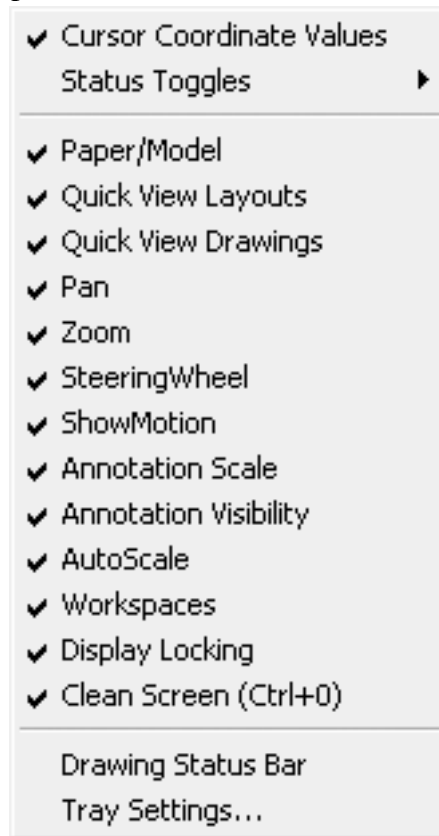 Cursor Coordinate Values
Status Toggles
Paper/Model
Quick View Layouts
Quick View Drawings
Pan
Zoom
SteeringWheel
ShowMotion
Annotation Scale
Annotation Visibility
AutoScale
Workspaces
Display Locking
Clean Screen (Ctrl+0)
Drawing Status Bar
Tray Settings...